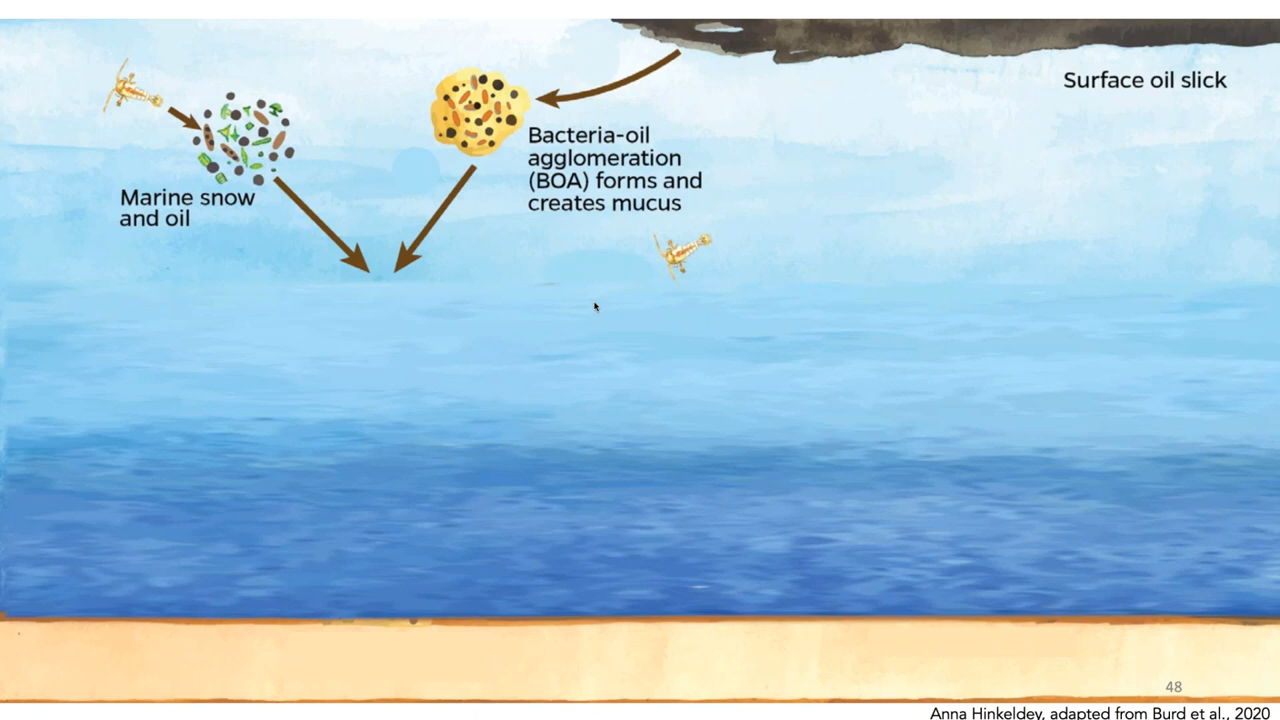 Surface oil slick
Bacteria-oil
agglomeration
(BOA) forms and
creates mucus
Marine snow
and oil
48
Anna Hinkeldey, adapted from Burd et al., 2020